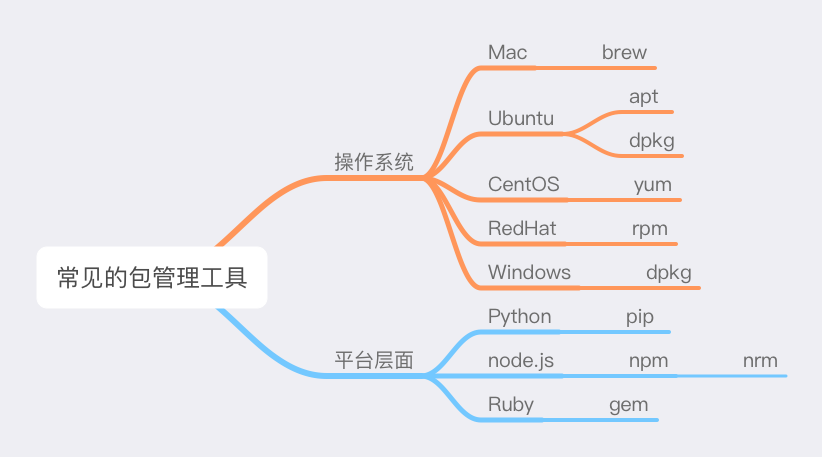 常见的包管理工具
操作系统
Mac brew
Ubuntu apt
dpkg
CentOS yum
RedHat rpm
Windows dpkg
平台层面
Python pip
node.js npm nrm
Ruby gem